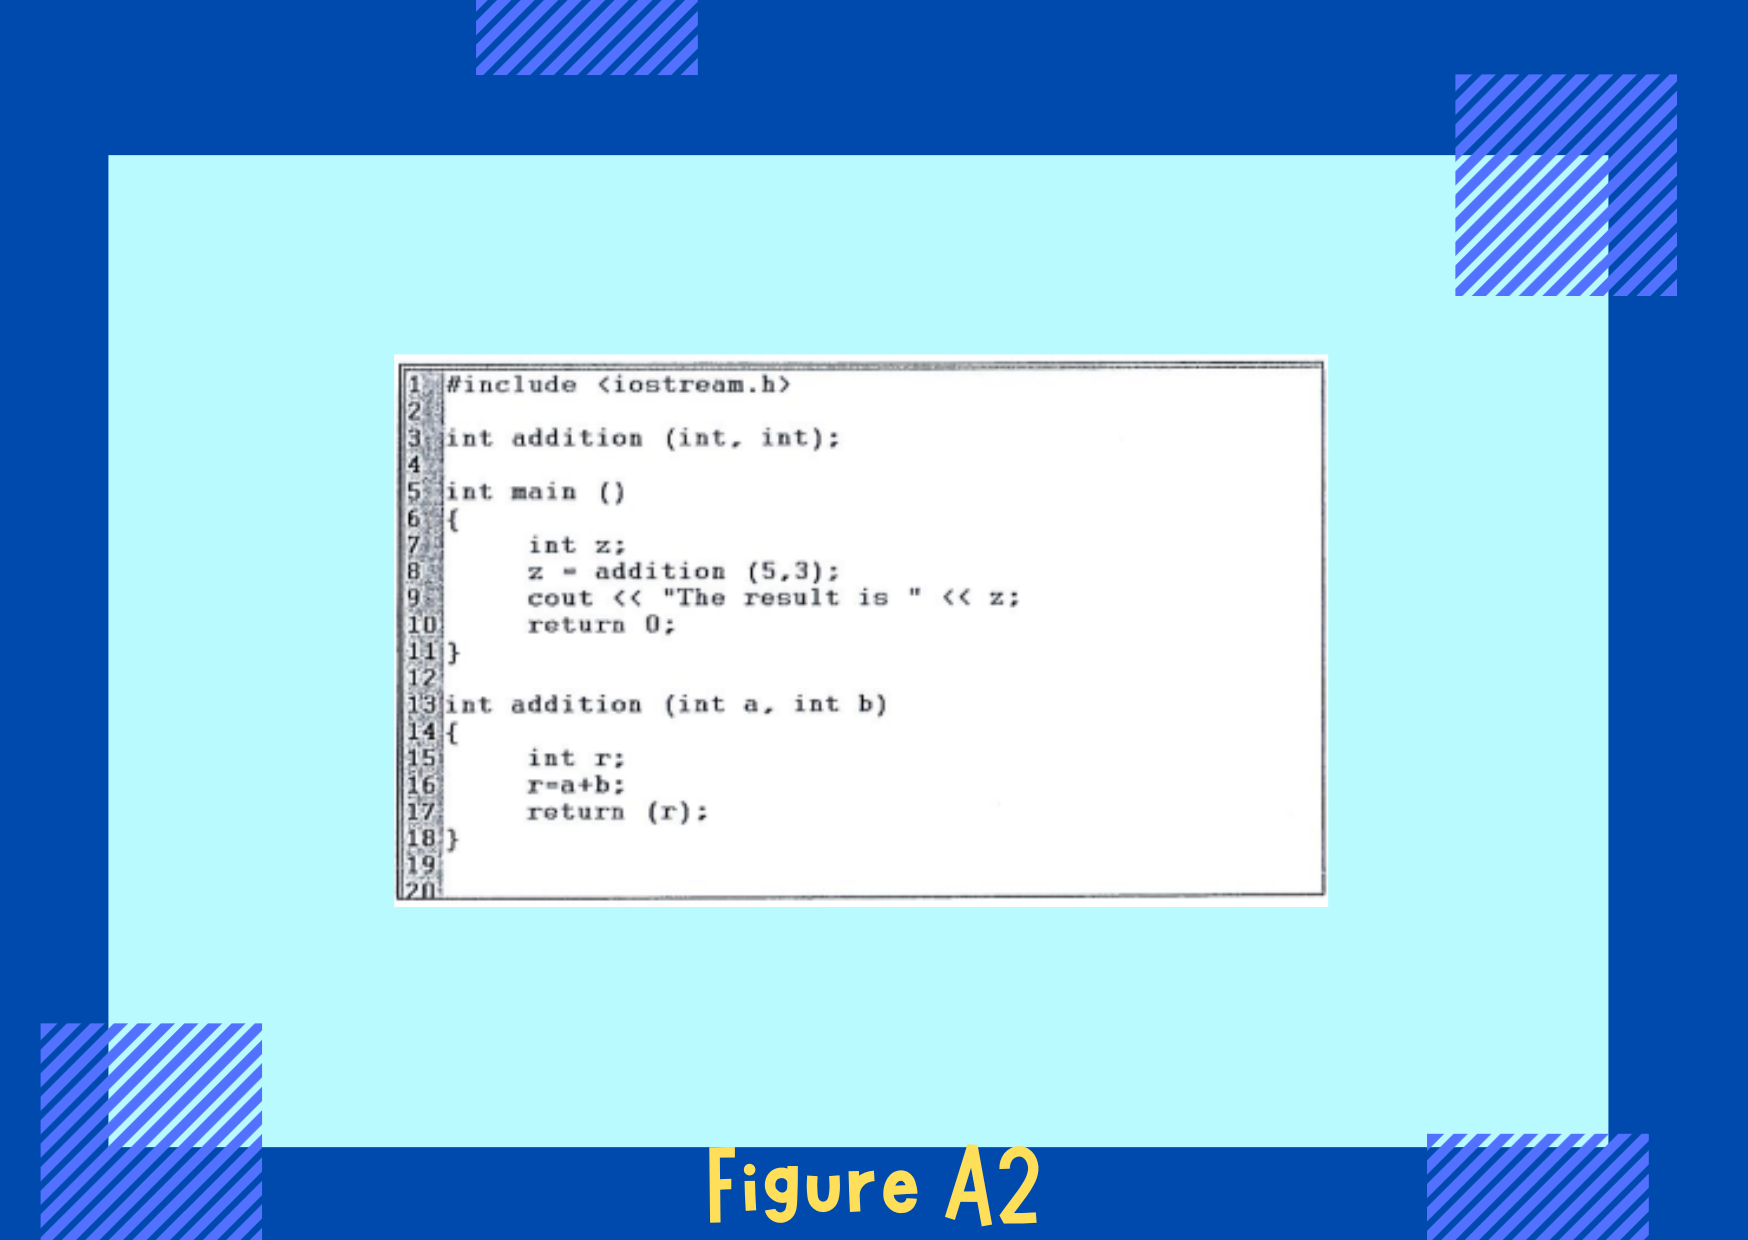 1 #include <iostream.h>
2
3 int addition (int, int);
4
5 int main ()
6 {
7 int z;
8 z = addition (5,3);
9 cout << "The result is " << z;
10 return 0;
11 }
12
13 int addition (int a, int b)
14 {
15 int r;
16 r=a+b;
17 return (r);
18 }
19
20
Figure A2